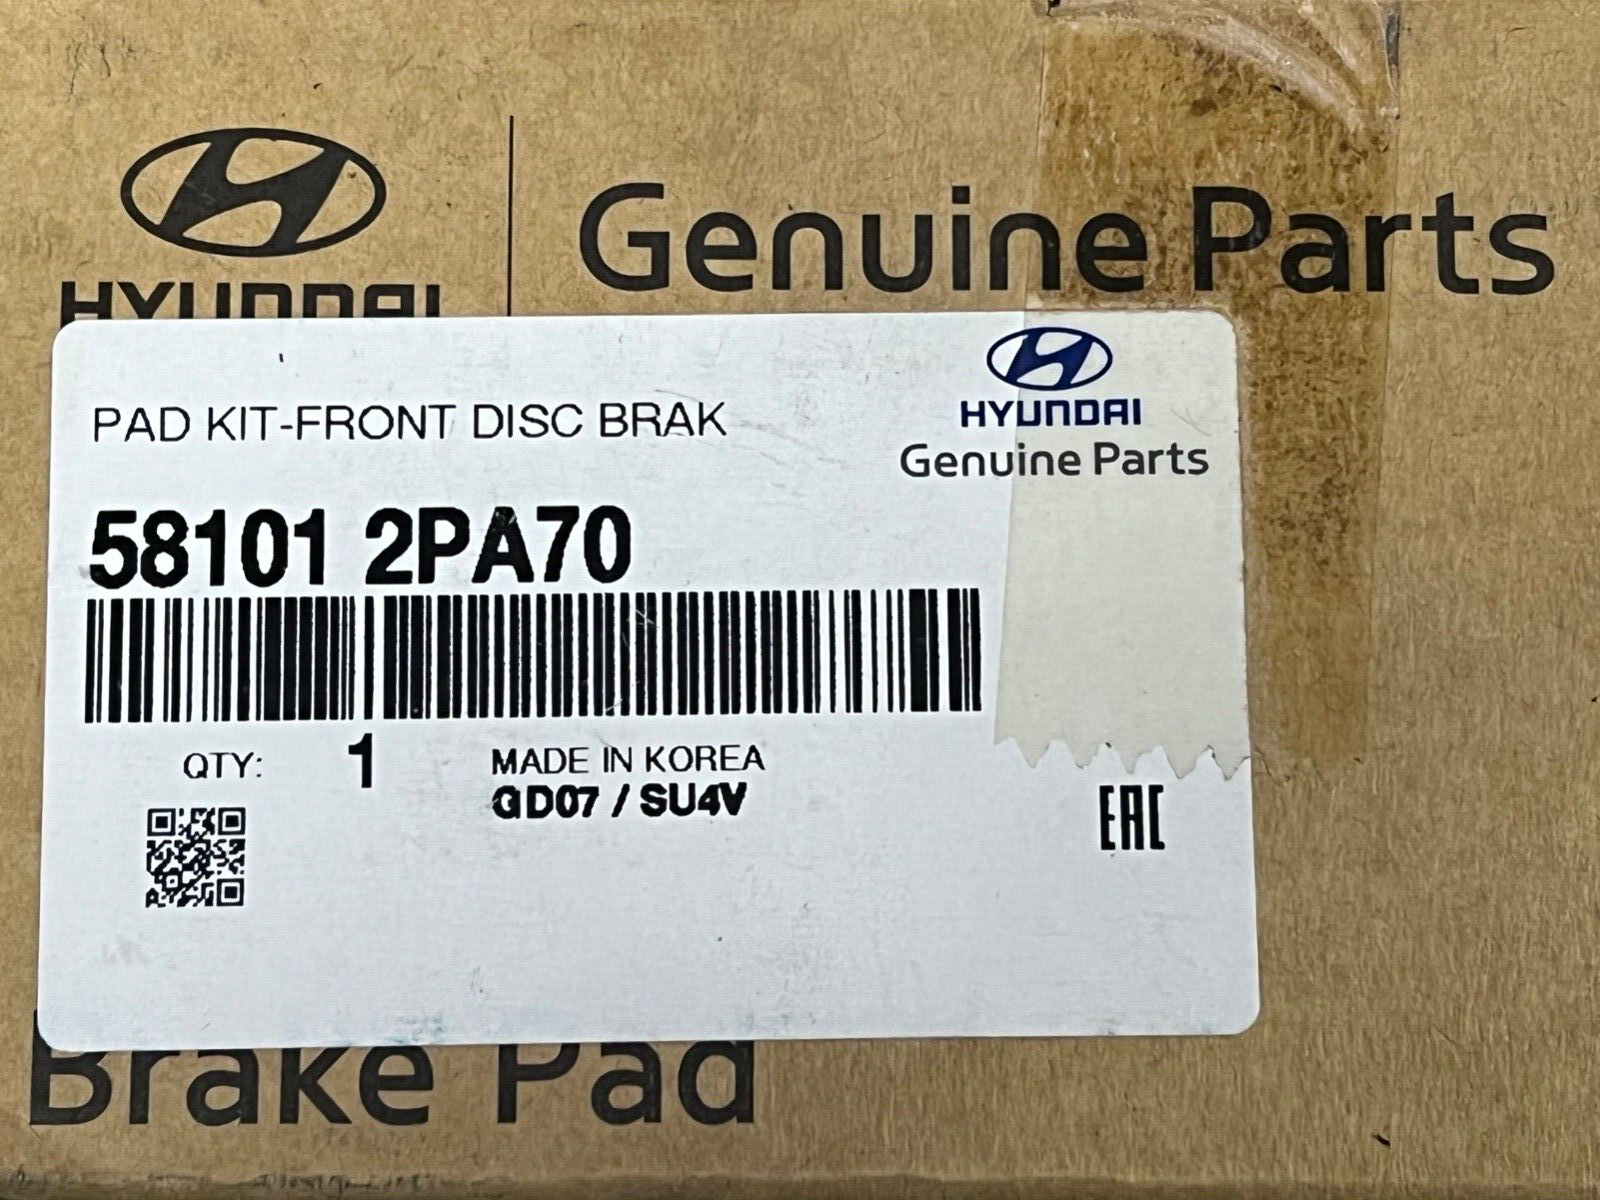 Genuine Parts
HYUNDAI
HYUNDAI
Genuine Parts
PAD KIT-FRONT DISC BRAK
58101 2PA70
QTY: 1
MADE IN KOREA
GD07 / SU4V
EAC
Brake Pad